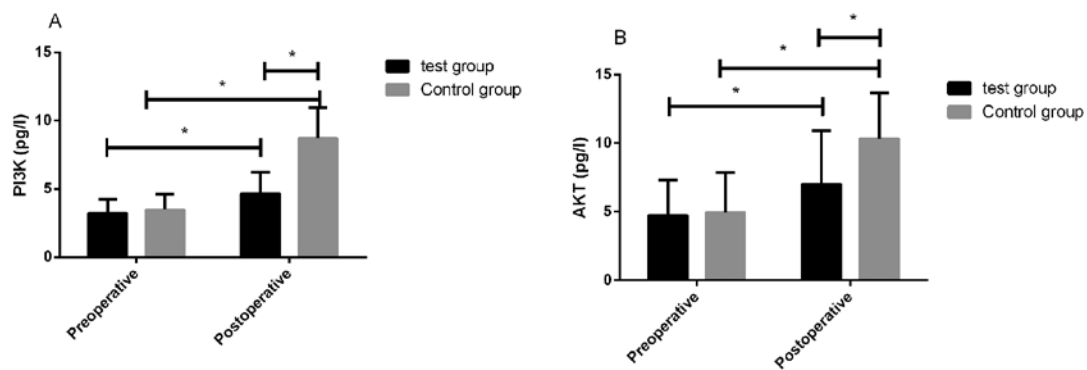 A
15
10
5
0
PI3K (pg/l)
*
*
*
Preoperative
Postoperative
test group
Control group
B
15
10
5
0
AKT (pg/l)
*
*
*
Preoperative
Postoperative
test group
Control group